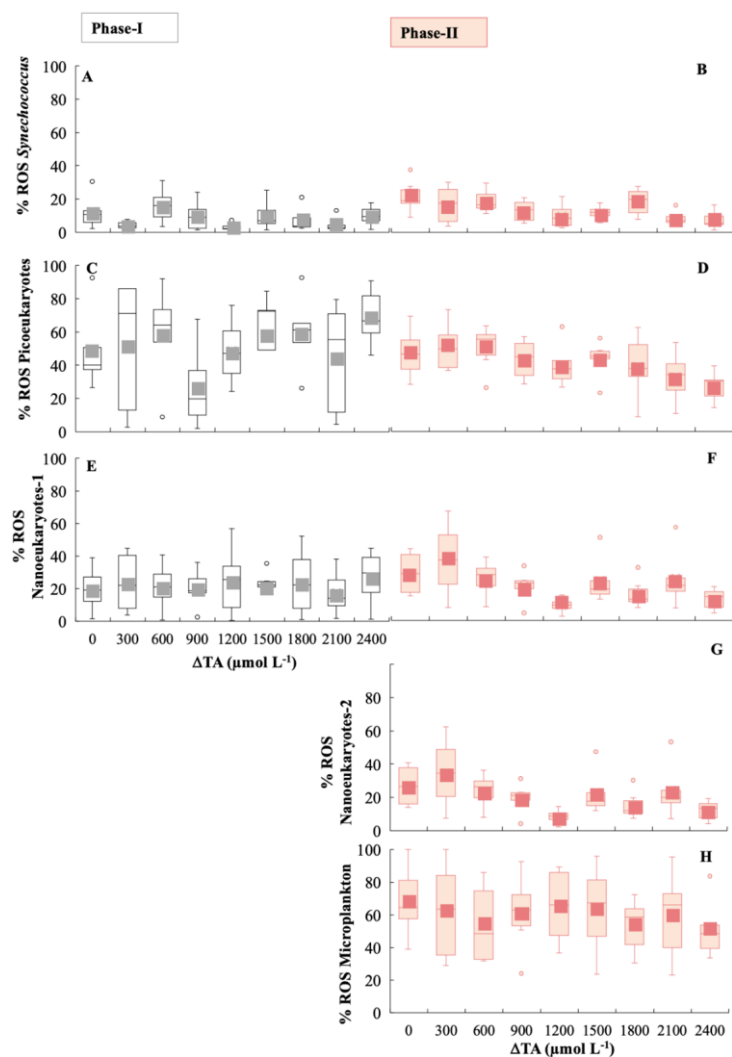 Phase-I
Phase-II
A
B
100
80
60
40
20
0
% ROS Synechococcus
C
D
100
80
60
40
20
0
% ROS Picoeukaryotes
E
F
100
80
60
40
20
0
% ROS
Nanoeukaryotes-1
0 300 600 900 1200 1500 1800 2100 2400
ΔTA (µmol L⁻¹)
G
80
60
40
20
0
% ROS
Nanoeukaryotes-2
H
100
80
60
40
20
0
% ROS Microplankton
0 300 600 900 1200 1500 1800 2100 2400
ΔTA (µmol L⁻¹)